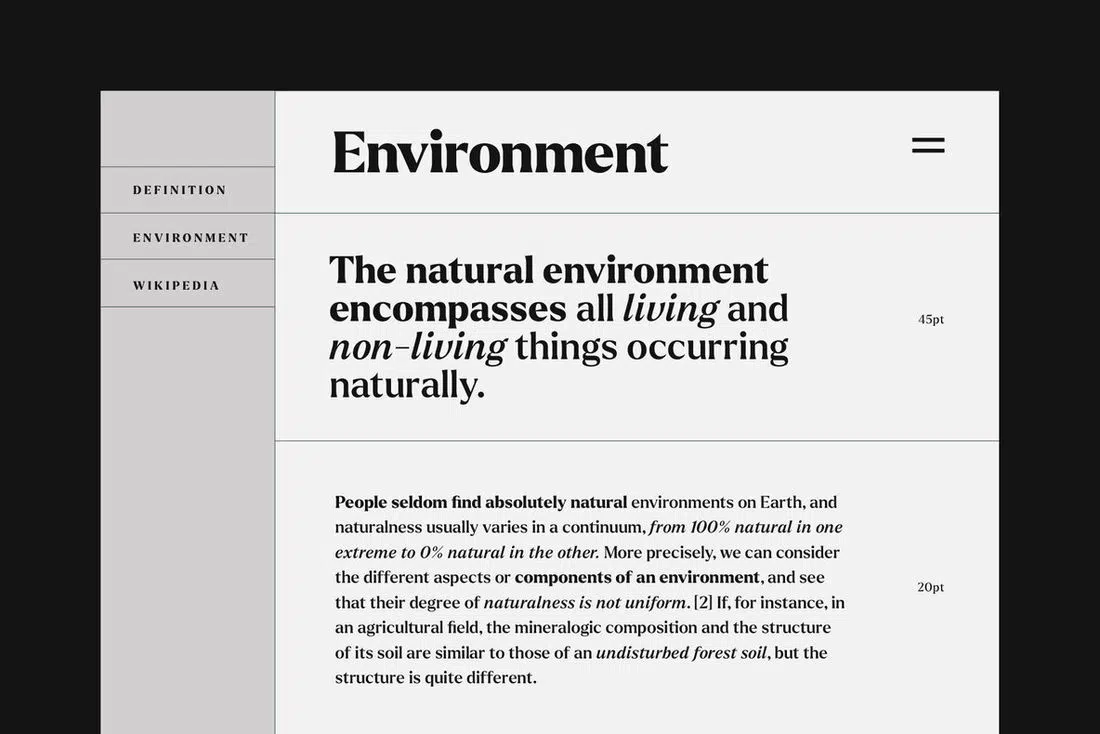 Environment
DEFINITION
ENVIRONMENT
WIKIPEDIA
The natural environment
encompasses all living and
non-living things occurring
naturally.
45pt
People seldom find absolutely natural environments on Earth, and
naturalness usually varies in a continuum, from 100% natural in one
extreme to 0% natural in the other. More precisely, we can consider
the different aspects or components of an environment, and see
that their degree of naturalness is not uniform. [2] If, for instance, in
an agricultural field, the mineralogic composition and the structure
of its soil are similar to those of an undisturbed forest soil, but the
structure is quite different.
20pt